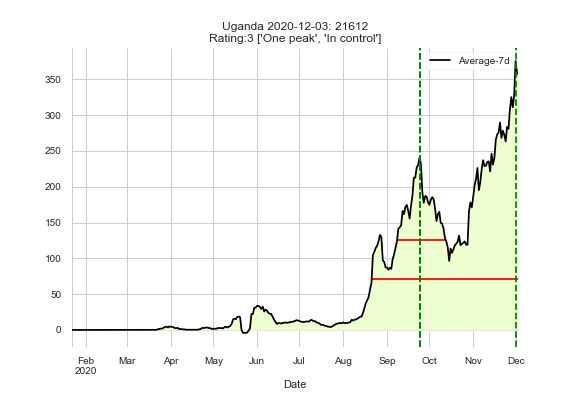 Uganda 2020-12-03: 21612
Rating:3 ['One peak', 'In control']
Average-7d
350
300
250
200
150
100
50
0
Feb Mar Apr May Jun Jul Aug Sep Oct Nov Dec
2020
Date